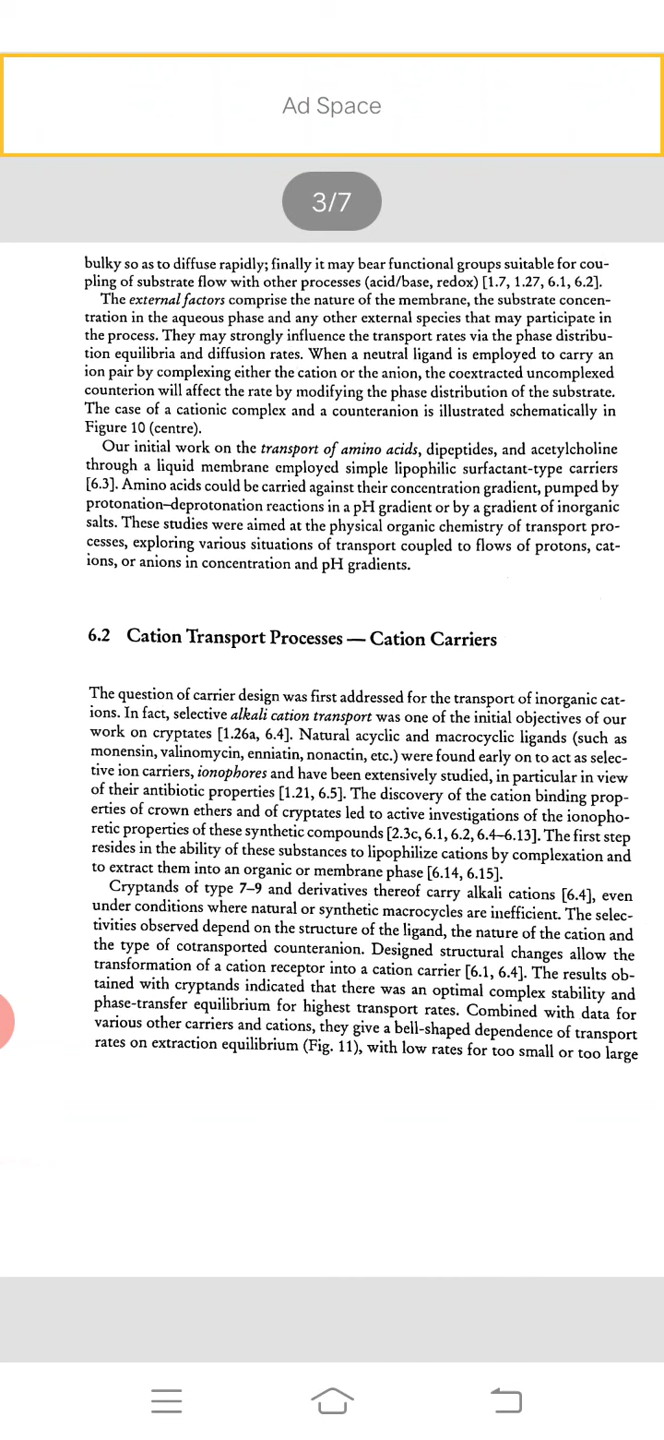 Ad Space
3/7
bulky so as to diffuse rapidly; finally it may bear functional groups suitable for cou-
pling of substrate flow with other processes (acid/base, redox) [1.7, 1.27, 6.1, 6.2].
The external factors comprise the nature of the membrane, the substrate concen-
tration in the aqueous phase and any other external species that may participate in
the process. They may strongly influence the transport rates via the phase distribu-
tion equilibria and diffusion rates. When a neutral ligand is employed to carry an
ion pair by complexing either the cation or the anion, the coextracted uncomplexed
counterion will affect the rate by modifying the phase distribution of the substrate.
The case of a cationic complex and a counteranion is illustrated schematically in
Figure 10 (centre).
Our initial work on the transport of amino acids, dipeptides, and acetylcholine
through a liquid membrane employed simple lipophilic surfactant-type carriers
[6.3]. Amino acids could be carried against their concentration gradient, pumped by
protonation–deprotonation reactions in a pH gradient or by a gradient of inorganic
salts. These studies were aimed at the physical organic chemistry of transport pro-
cesses, exploring various situations of transport coupled to flows of protons, cat-
ions, or anions in concentration and pH gradients.
6.2 Cation Transport Processes — Cation Carriers
The question of carrier design was first addressed for the transport of inorganic cat-
ions. In fact, selective alkali cation transport was one of the initial objectives of our
work on cryptates [1.26a, 6.4]. Natural acyclic and macrocyclic ligands (such as
monensin, valinomycin, enniatin, nonactin, etc.) were found early on to act as selec-
tive ion carriers, ionophores and have been extensively studied, in particular in view
of their antibiotic properties [1.21, 6.5]. The discovery of the cation binding prop-
erties of crown ethers and of cryptates led to active investigations of the ionopho-
retic properties of these synthetic compounds [2.3c, 6.1, 6.2, 6.4–6.13]. The first step
resides in the ability of these substances to lipophilize cations by complexation and
to extract them into an organic or membrane phase [6.14, 6.15].
Cryptands of type 7–9 and derivatives thereof carry alkali cations [6.4], even
under conditions where natural or synthetic macrocycles are inefficient. The selec-
tivities observed depend on the structure of the ligand, the nature of the cation and
the type of cotransported counteranion. Designed structural changes allow the
transformation of a cation receptor into a cation carrier [6.1, 6.4]. The results ob-
tained with cryptands indicated that there was an optimal complex stability and
phase-transfer equilibrium for highest transport rates. Combined with data for
various other carriers and cations, they give a bell-shaped dependence of transport
rates on extraction equilibrium (Fig. 11), with low rates for too small or too large